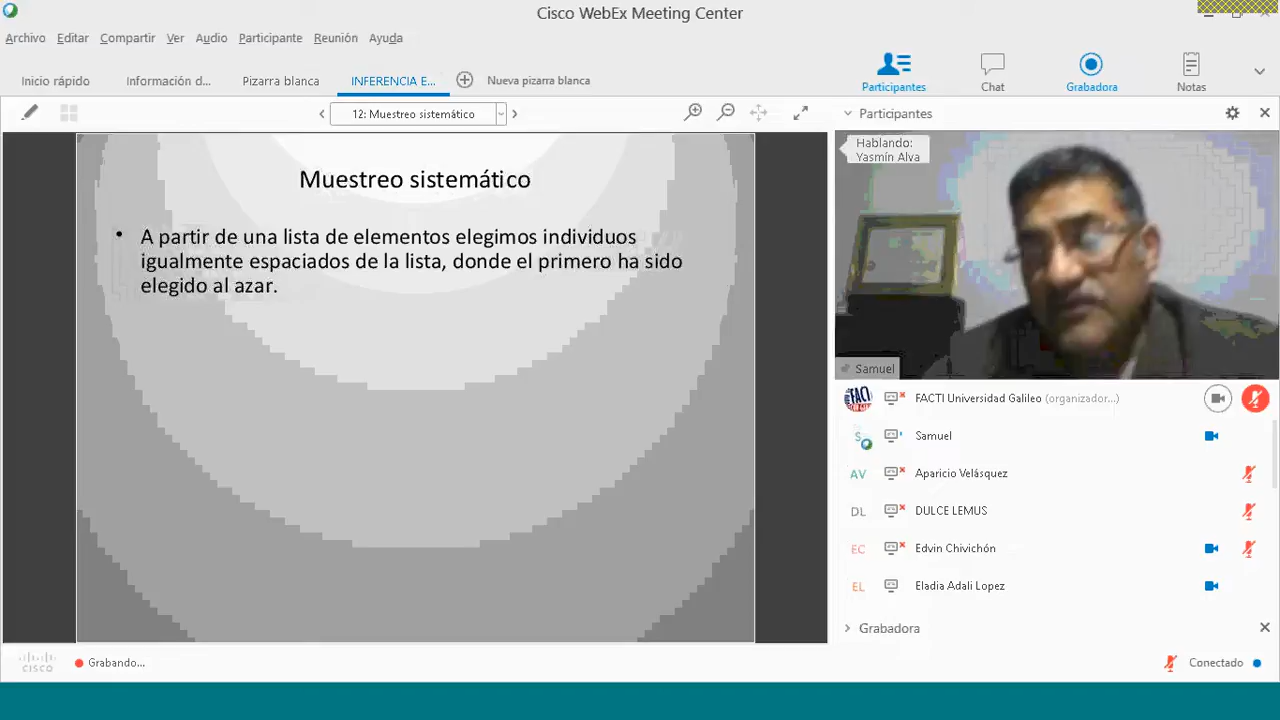 Cisco WebEx Meeting Center
Archivo Editar Compartir Ver Audio Participante Reunión Ayuda
Participantes Chat Grabadora Notas
Inicio rápido Información d... Pizarra blanca INFERENCIA E... Nueva pizarra blanca
12: Muestreo sistemático
Muestreo sistemático
• A partir de una lista de elementos elegimos individuos
igualmente espaciados de la lista, donde el primero ha sido
elegido al azar.
Participantes
Hablando:
Yasmín Alva
Samuel
FACTI Universidad Galileo (organizador...)
S Samuel
AV Aparicio Velásquez
DL DULCE LEMUS
EC Edvin Chivichón
EL Eladia Adali Lopez
Grabadora
CISCO Grabando... Conectado